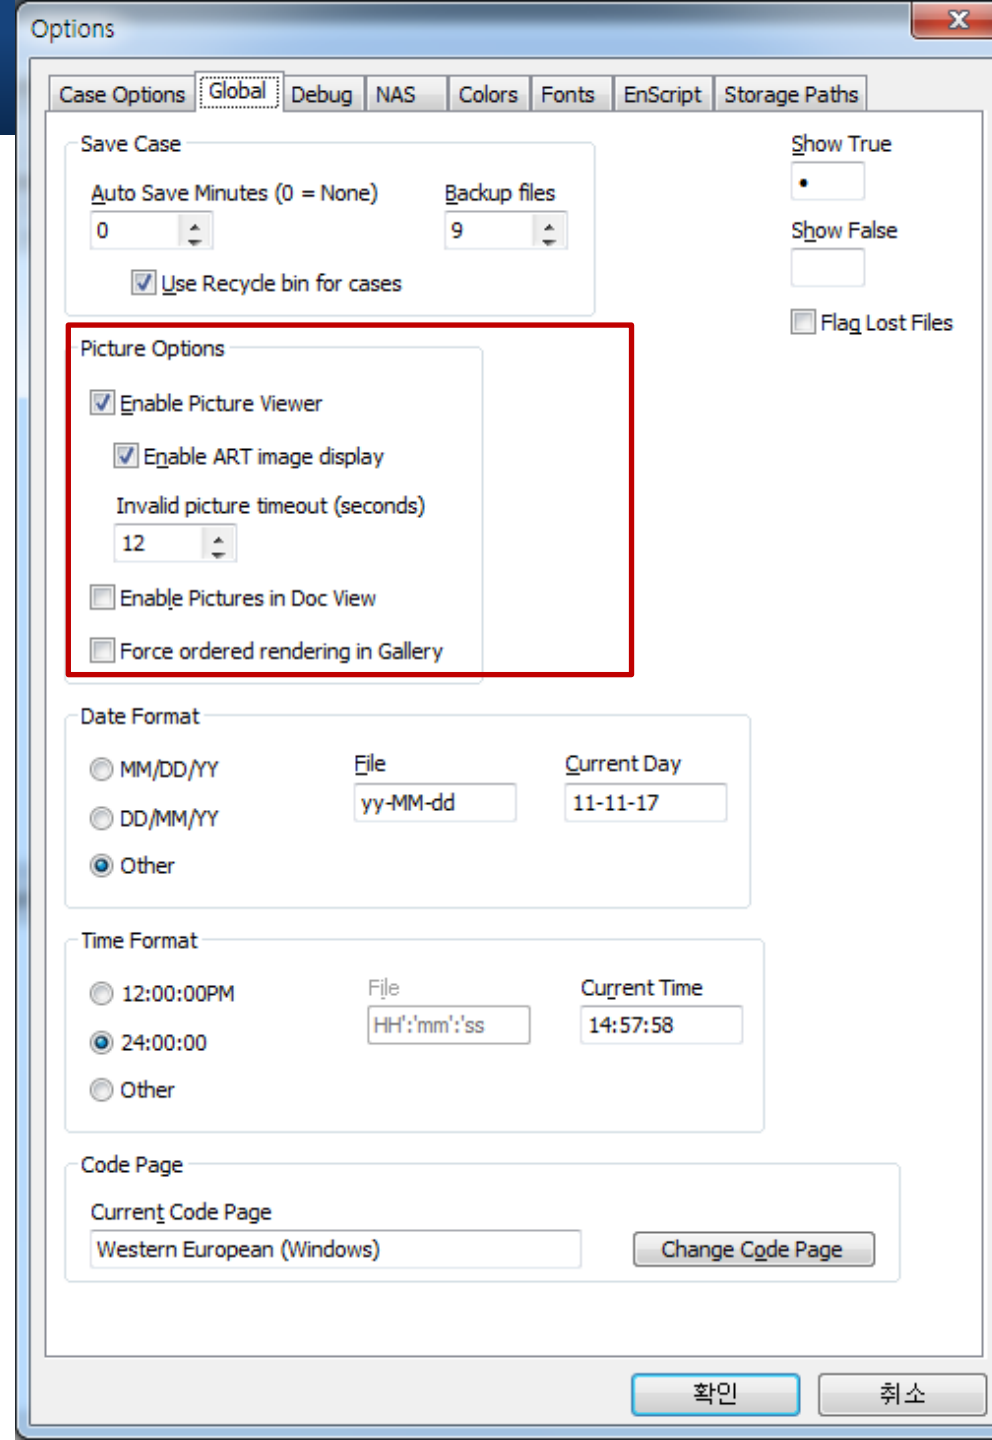 Options
Case Options Global Debug NAS Colors Fonts EnScript Storage Paths
Save Case
Auto Save Minutes (0 = None) Backup files
0 9
Use Recycle bin for cases
Show True
•
Show False
Flag Lost Files
Picture Options
Enable Picture Viewer
Enable ART image display
Invalid picture timeout (seconds)
12
Enable Pictures in Doc View
Force ordered rendering in Gallery
Date Format
MM/DD/YY File Current Day
yy-MM-dd 11-11-17
DD/MM/YY
Other
Time Format
12:00:00PM File Current Time
HH':'mm':'ss 14:57:58
24:00:00
Other
Code Page
Current Code Page
Western European (Windows) Change Code Page
확인 취소